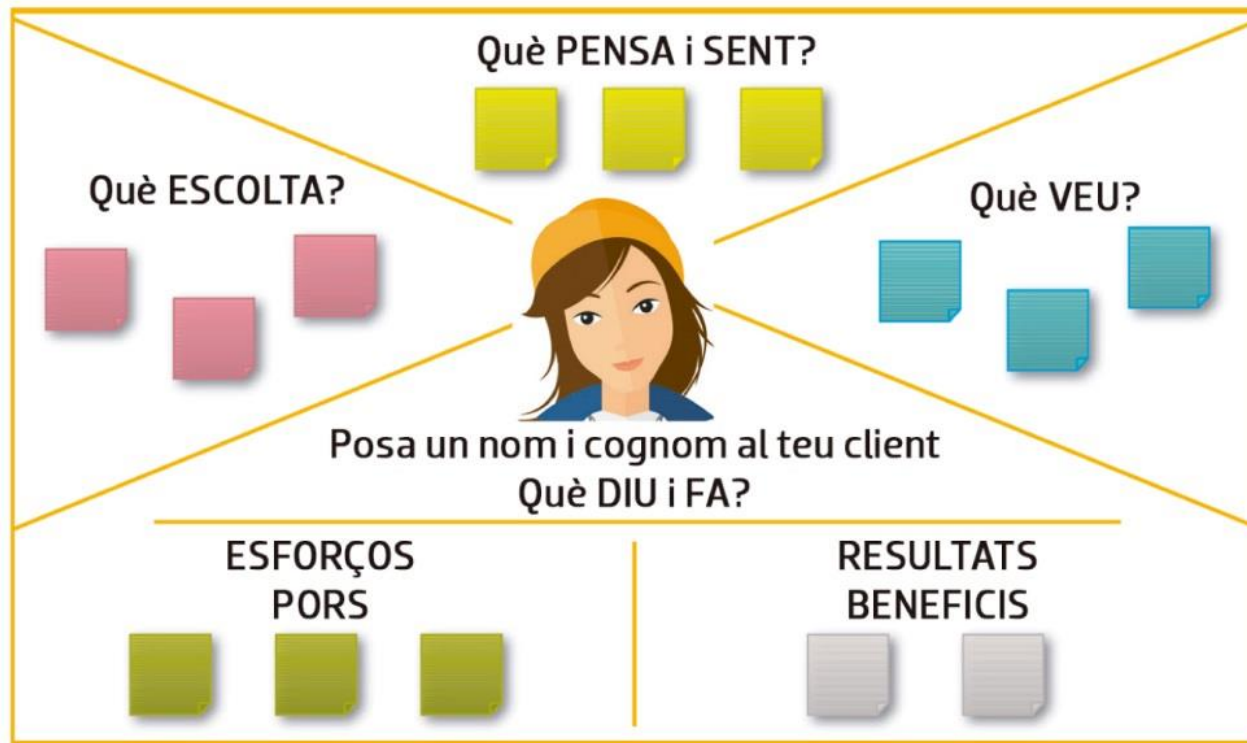 Què PENSA i SENT?
Què ESCOLTA?
Què VEU?
Posa un nom i cognom al teu client
Què DIU i FA?
ESFORÇOS
PORS
RESULTATS
BENEFICIS